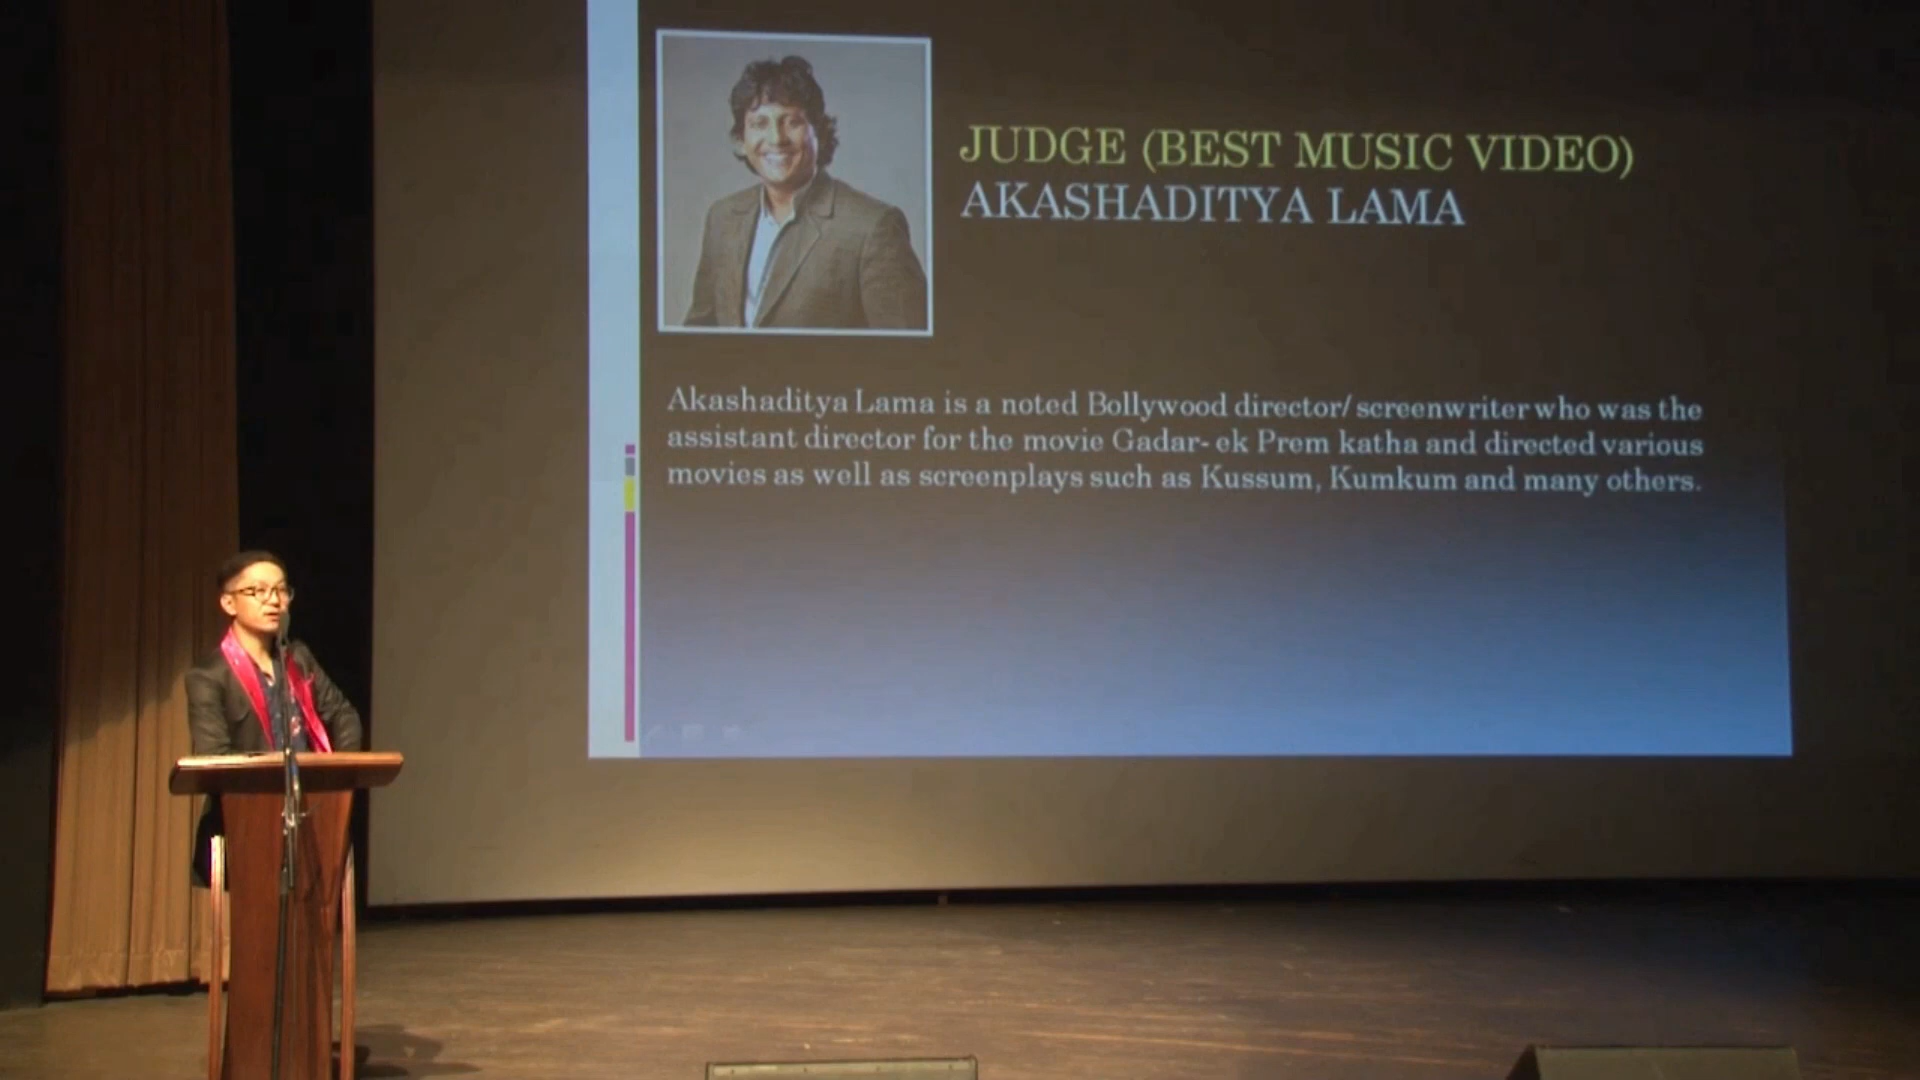 JUDGE (BEST MUSIC VIDEO)
AKASHADITYA LAMA
Akashaditya Lama is a noted Bollywood director/ screenwriter who was the
assistant director for the movie Gadar- ek Prem katha and directed various
movies as well as screenplays such as Kussum, Kumkum and many others.